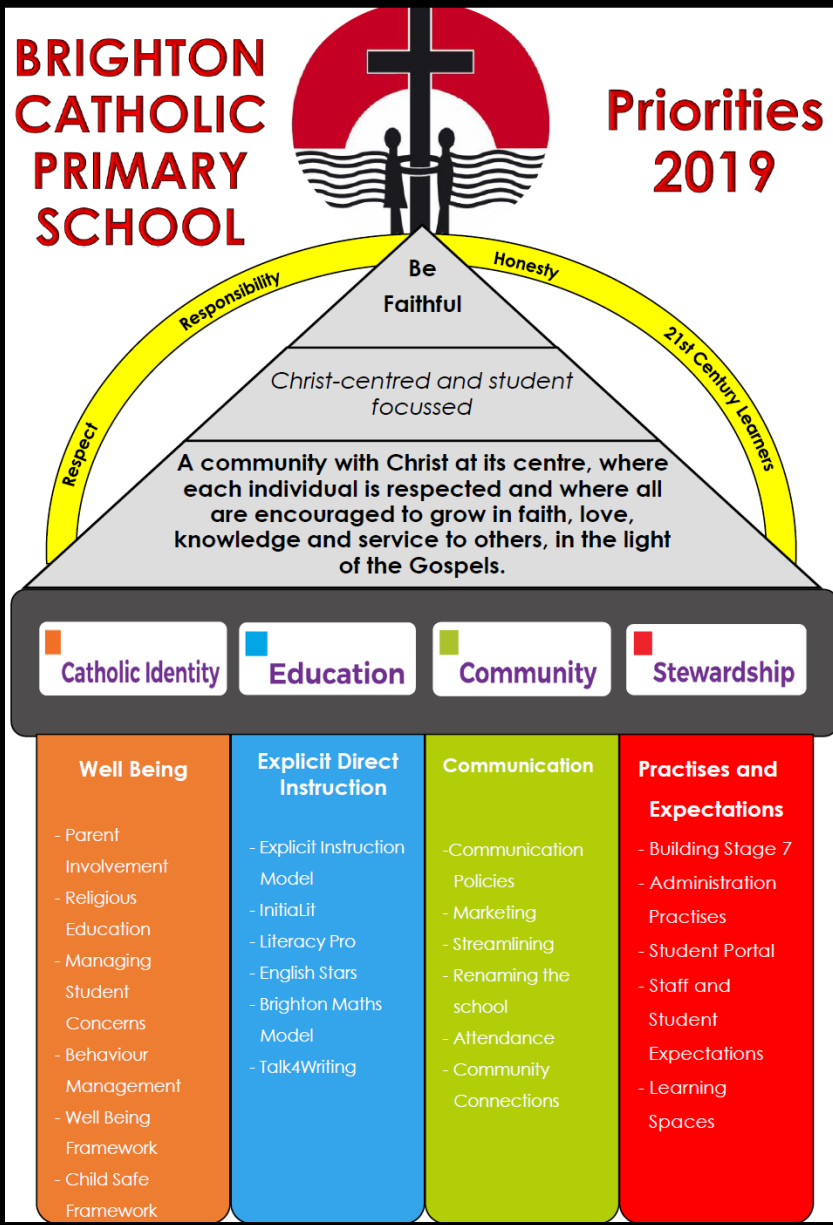 BRIGHTON
CATHOLIC
PRIMARY
SCHOOL
Priorities
2019
Respect
Responsibility
Honesty
21st Century Learners
Be
Faithful
Christ-centred and student
focussed
A community with Christ at its centre, where
each individual is respected and where all
are encouraged to grow in faith, love,
knowledge and service to others, in the light
of the Gospels.
Catholic Identity
Education
Community
Stewardship
Well Being
- Parent
Involvement
- Religious
Education
- Managing
Student
Concerns
- Behaviour
Management
- Well Being
Framework
- Child Safe
Framework
Explicit Direct
Instruction
- Explicit Instruction
Model
- InitiaLit
- Literacy Pro
- English Stars
- Brighton Maths
Model
- Talk4Writing
Communication
-Communication
Policies
- Marketing
- Streamlining
- Renaming the
school
- Attendance
- Community
Connections
Practises and
Expectations
- Building Stage 7
- Administration
Practises
- Student Portal
- Staff and
Student
Expectations
- Learning
Spaces